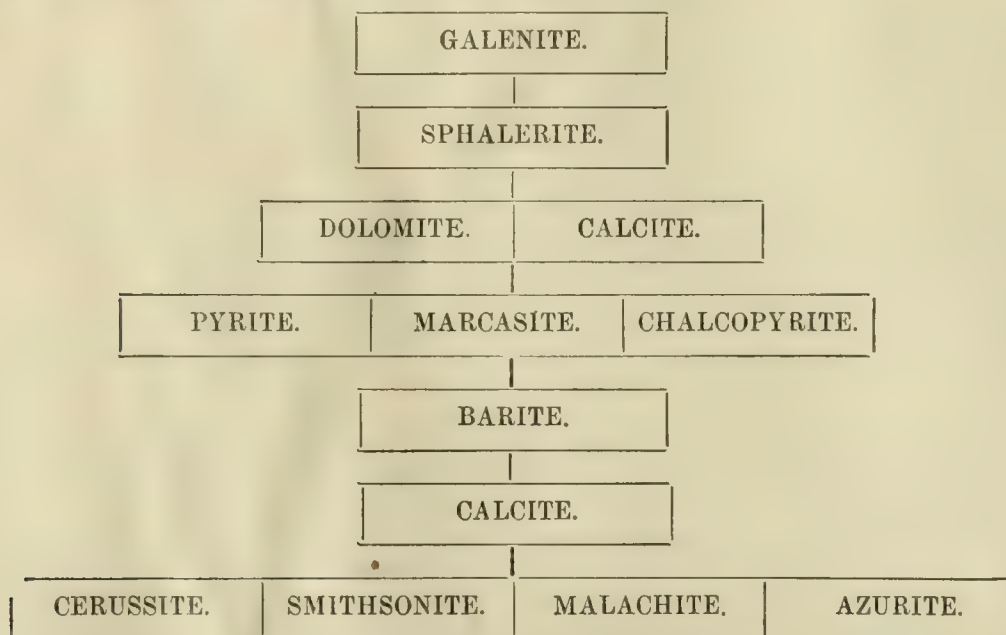 GALENITE.
SPHALERITE.
DOLOMITE. CALCITE.
PYRITE. MARCASITE. CHALCOPYRITE.
BARITE.
CALCITE.
CERUSSITE. SMITHSONITE. MALACHITE. AZURITE.